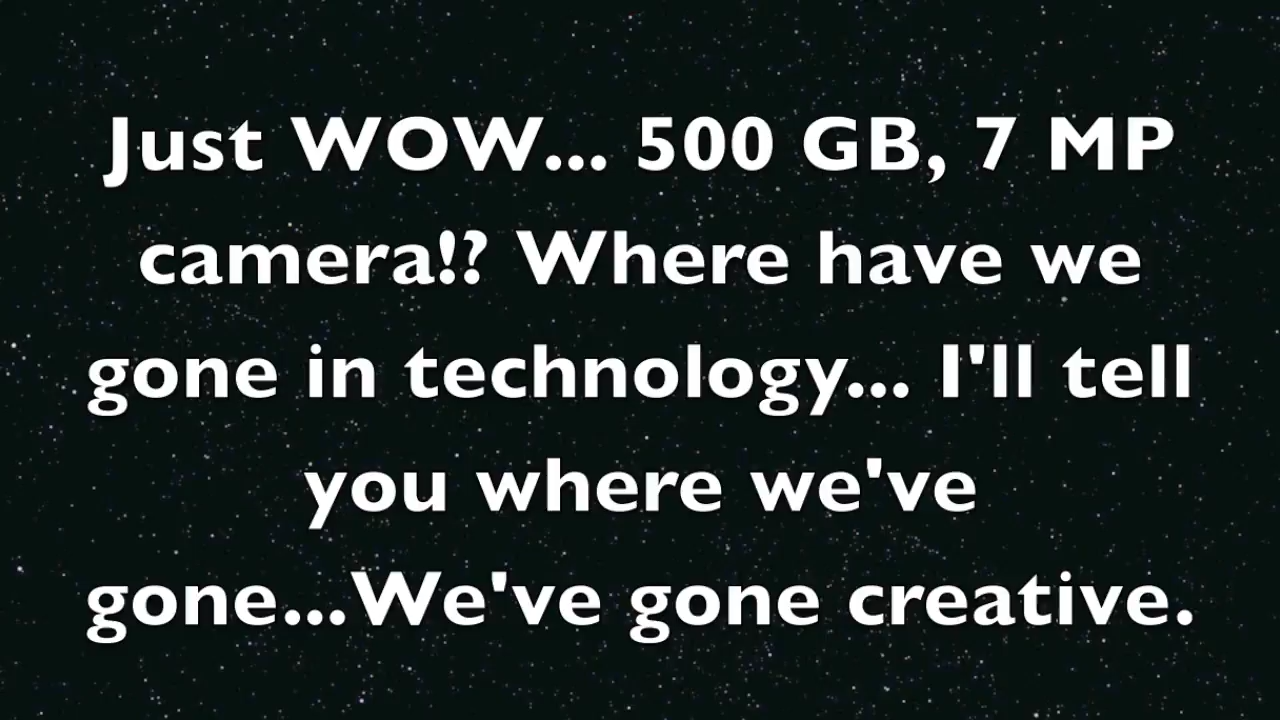 Just WOW... 500 GB, 7 MP
camera!? Where have we
gone in technology... I'll tell
you where we've
gone...We've gone creative.